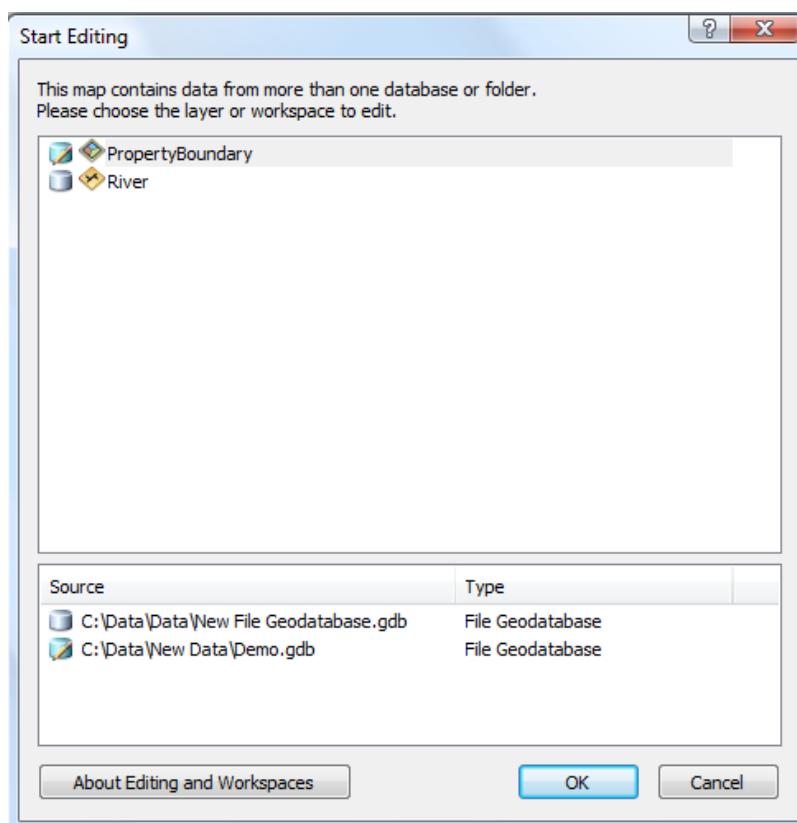 Start Editing
?
X
This map contains data from more than one database or folder.
Please choose the layer or workspace to edit.
PropertyBoundary
River
Source Type
C:\Data\Data\New File Geodatabase.gdb File Geodatabase
C:\Data\New Data\Demo.gdb File Geodatabase
About Editing and Workspaces OK Cancel